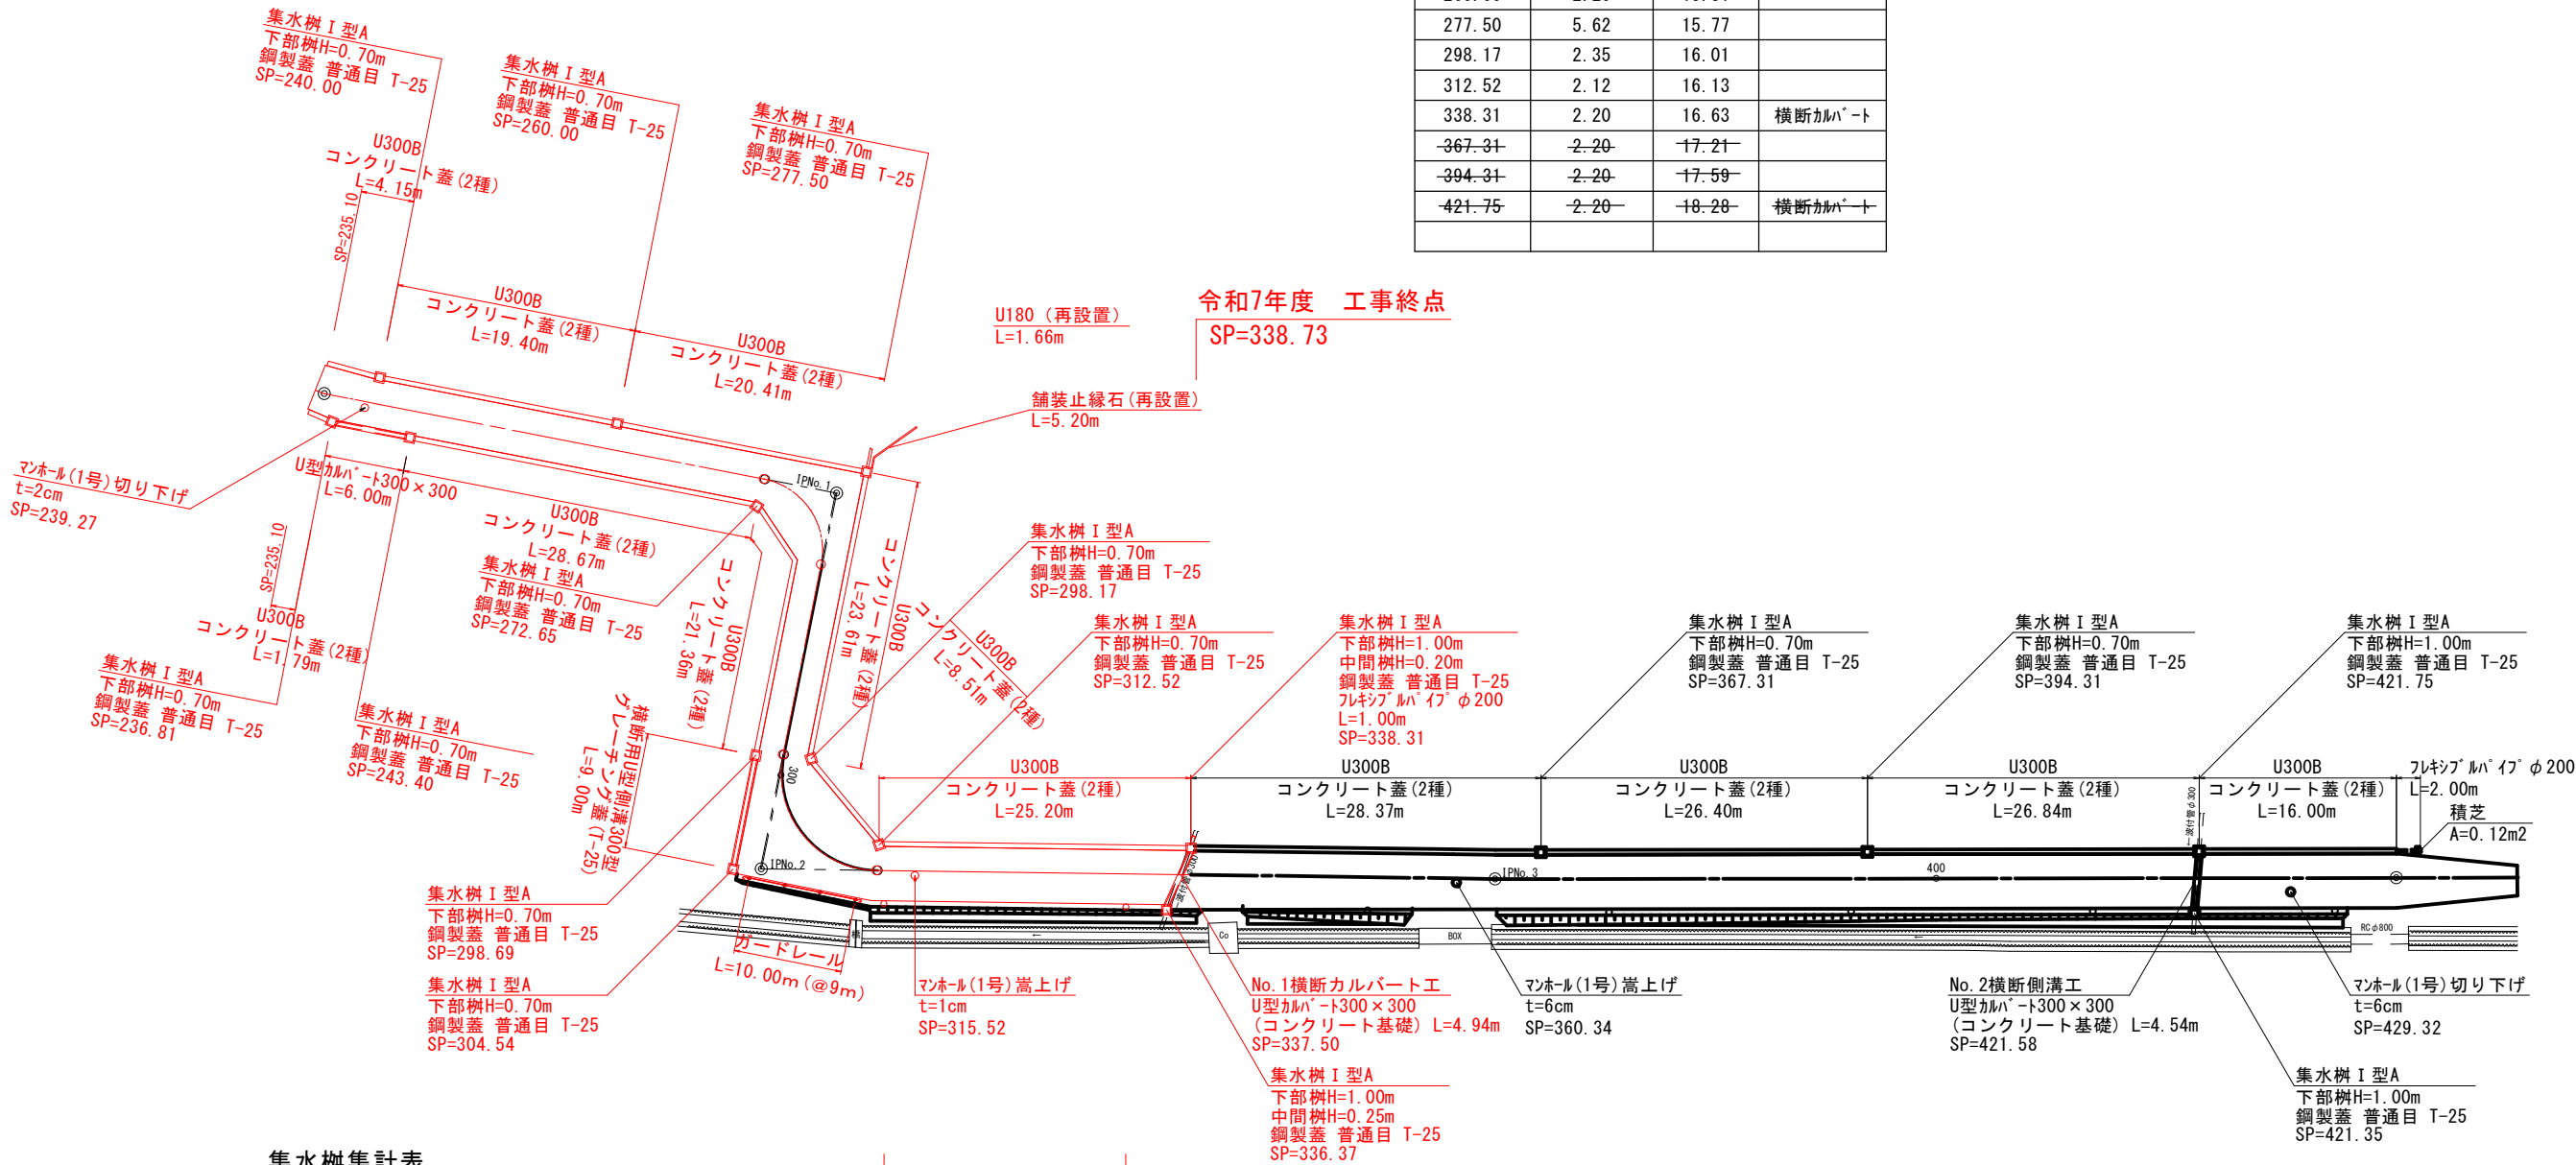 277.50 5.62 15.77
298.17 2.35 16.01
312.52 2.12 16.13
338.31 2.20 16.63 横断ｶﾙﾊﾞｰﾄ
367.31 2.20 17.21
394.31 2.20 17.59
421.75 2.20 18.28 横断ｶﾙﾊﾞｰﾄ
集水桝Ⅰ型A
下部桝H=0.70m
鋼製蓋 普通目 T-25
SP=240.00
集水桝Ⅰ型A
下部桝H=0.70m
鋼製蓋 普通目 T-25
SP=260.00
集水桝Ⅰ型A
下部桝H=0.70m
鋼製蓋 普通目 T-25
SP=277.50
U300B
コンクリート蓋(2種)
L=4.15m
SP=235.10
U300B
コンクリート蓋(2種)
L=19.40m
U300B
コンクリート蓋(2種)
L=20.41m
U180（再設置）
L=1.66m
令和7年度　工事終点
SP=338.73
舗装止縁石(再設置)
L=5.20m
ﾏﾝﾎｰﾙ(1号)切り下げ
t=2cm
SP=239.27
U型ｶﾙﾊﾞｰﾄ300×300
L=6.00m
U300B
コンクリート蓋(2種)
L=28.67m
IPNo.1
集水桝Ⅰ型A
下部桝H=0.70m
鋼製蓋 普通目 T-25
SP=272.65
SP=235.10
U300B
コンクリート蓋(2種)
L=1.79m
集水桝Ⅰ型A
下部桝H=0.70m
鋼製蓋 普通目 T-25
SP=236.81
集水桝Ⅰ型A
下部桝H=0.70m
鋼製蓋 普通目 T-25
SP=243.40
U300B
コンクリート蓋(2種)
L=21.36m
U300B
コンクリート蓋(2種)
L=23.61m
U300B
コンクリート蓋(2種)
L=8.51m
横断用U型側溝300型
グレーチング蓋(T-25)
L=9.00m
集水桝Ⅰ型A
下部桝H=0.70m
鋼製蓋 普通目 T-25
SP=298.17
集水桝Ⅰ型A
下部桝H=0.70m
鋼製蓋 普通目 T-25
SP=312.52
集水桝Ⅰ型A
下部桝H=1.00m
中間桝H=0.20m
鋼製蓋 普通目 T-25
ﾌﾚｷｼﾌﾞﾙﾊﾟｲﾌﾟφ200
L=1.00m
SP=338.31
集水桝Ⅰ型A
下部桝H=0.70m
鋼製蓋 普通目 T-25
SP=367.31
集水桝Ⅰ型A
下部桝H=0.70m
鋼製蓋 普通目 T-25
SP=394.31
集水桝Ⅰ型A
下部桝H=1.00m
鋼製蓋 普通目 T-25
SP=421.75
U300B
コンクリート蓋(2種)
L=25.20m
U300B
コンクリート蓋(2種)
L=28.37m
U300B
コンクリート蓋(2種)
L=26.40m
U300B
コンクリート蓋(2種)
L=26.84m
U300B
コンクリート蓋(2種)
L=16.00m
ﾌﾚｷｼﾌﾞﾙﾊﾟｲﾌﾟφ200
L=2.00m
積芝
A=0.12m2
300
IPNo.2
波付管φ300
IPNo.3
400
波付管φ300
Co
BOX
RCφ800
集水桝Ⅰ型A
下部桝H=0.70m
鋼製蓋 普通目 T-25
SP=298.69
集水桝Ⅰ型A
下部桝H=0.70m
鋼製蓋 普通目 T-25
SP=304.54
ガードレール
L=10.00m(@9m)
ﾏﾝﾎｰﾙ(1号)嵩上げ
t=1cm
SP=315.52
No.1横断カルバート工
U型ｶﾙﾊﾞｰﾄ300×300
(コンクリート基礎) L=4.94m
SP=337.50
集水桝Ⅰ型A
下部桝H=1.00m
中間桝H=0.25m
鋼製蓋 普通目 T-25
SP=336.37
ﾏﾝﾎｰﾙ(1号)嵩上げ
t=6cm
SP=360.34
No.2横断側溝工
U型ｶﾙﾊﾞｰﾄ300×300
(コンクリート基礎) L=4.54m
SP=421.58
ﾏﾝﾎｰﾙ(1号)切り下げ
t=6cm
SP=429.32
集水桝Ⅰ型A
下部桝H=1.00m
鋼製蓋 普通目 T-25
SP=421.35
集水桝集計表